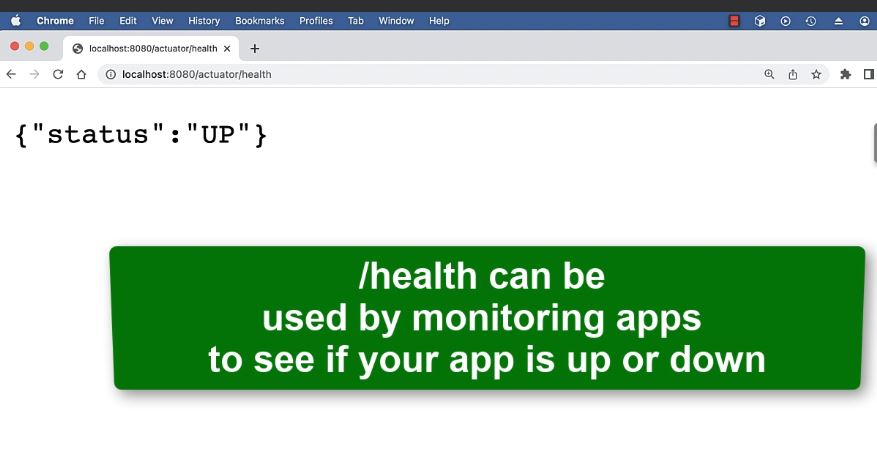 Chrome File Edit View History Bookmarks Profiles Tab Window Help
localhost:8080/actuator/health
localhost:8080/actuator/health
{"status":"UP"}
/health can be
used by monitoring apps
to see if your app is up or down